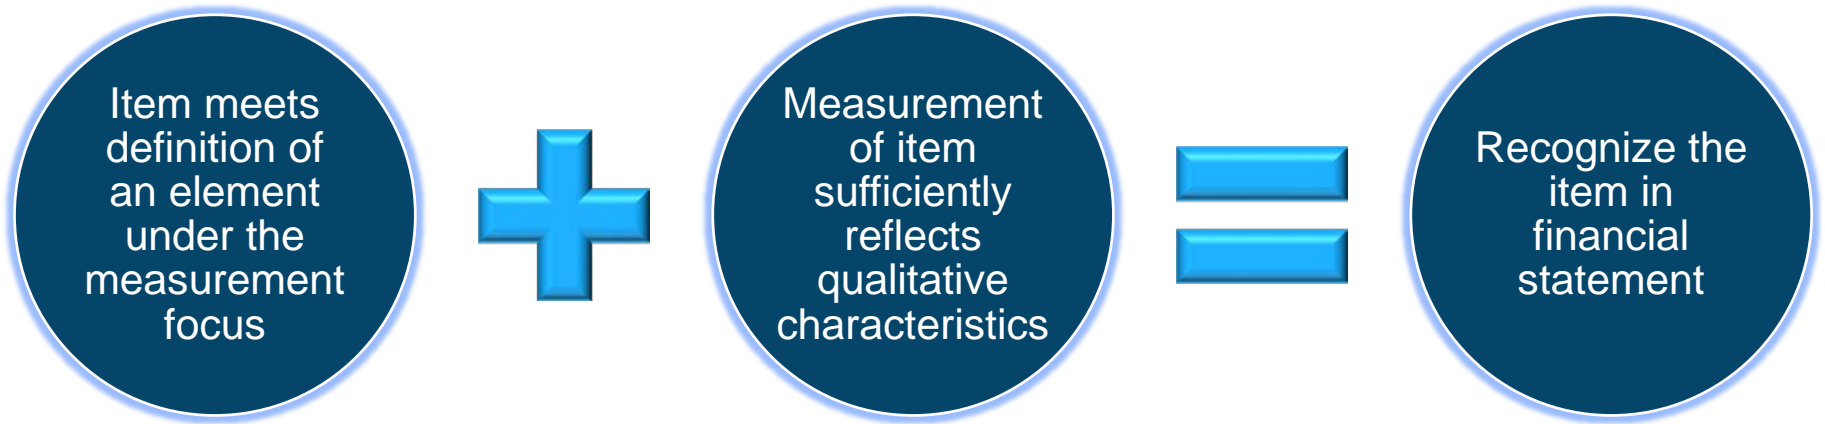 Item meets
definition of
an element
under the
measurement
focus
Measurement
of item
sufficiently
reflects
qualitative
characteristics
Recognize the
item in
financial
statement